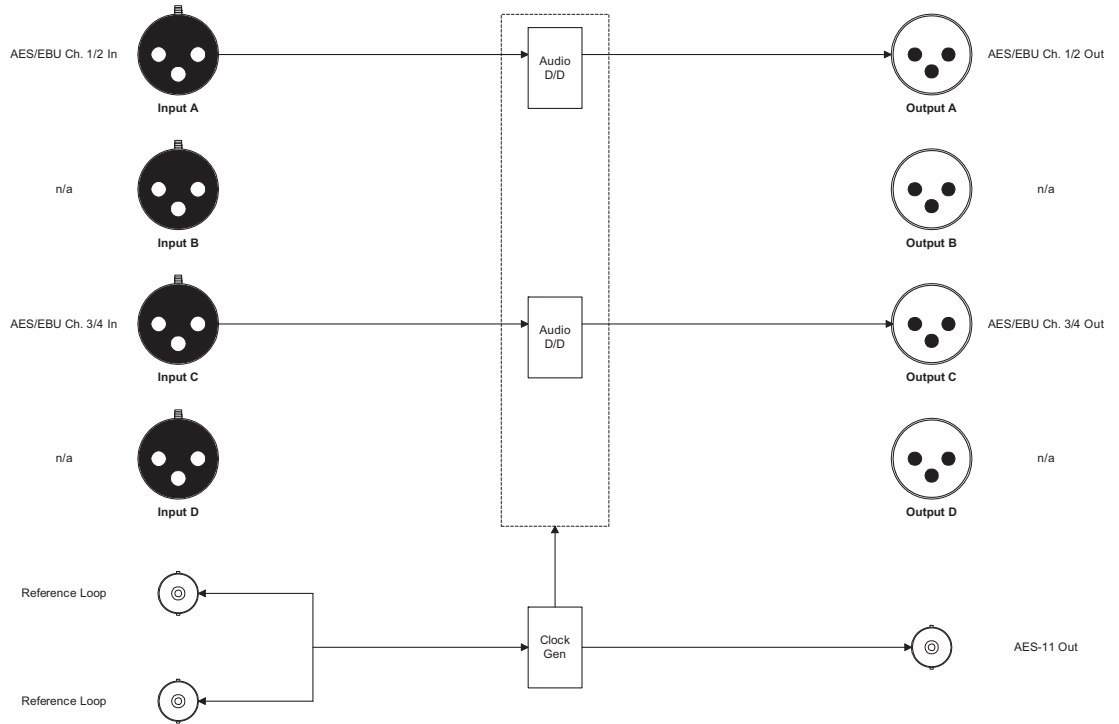 AES/EBU Ch. 1/2 In
Input A
Audio
D/D
AES/EBU Ch. 1/2 Out
Output A
n/a
Input B
Output B
n/a
AES/EBU Ch. 3/4 In
Input C
Audio
D/D
AES/EBU Ch. 3/4 Out
Output C
n/a
Input D
Output D
n/a
Reference Loop
Clock
Gen
AES-11 Out
Reference Loop